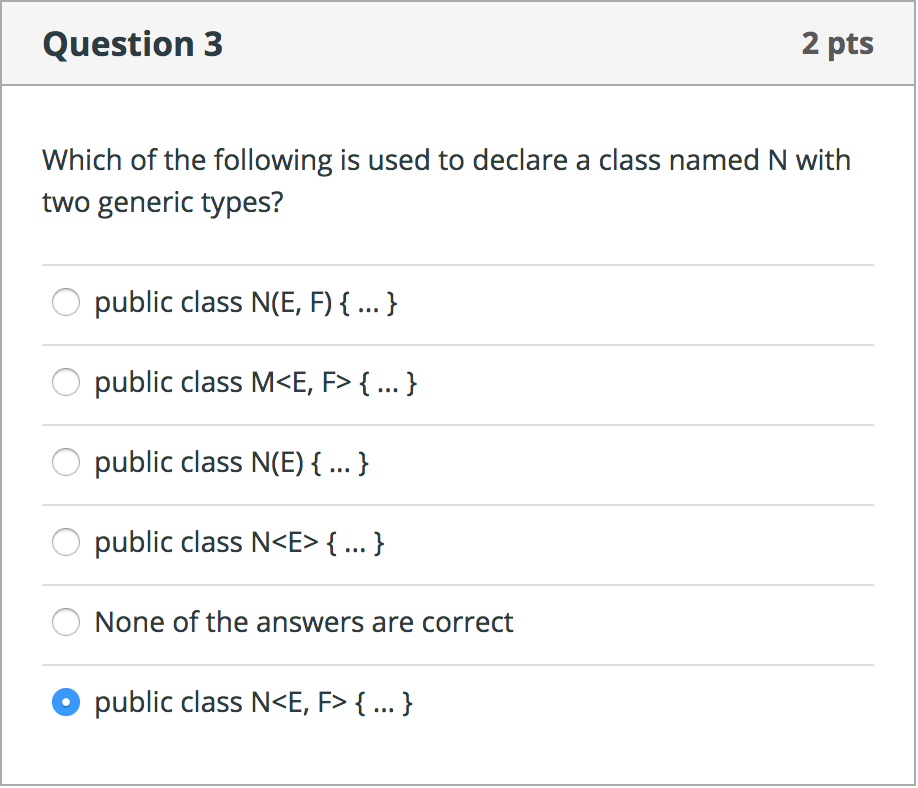 Question 3
2 pts
Which of the following is used to declare a class named N with
two generic types?
public class N(E, F) { ... }
public class M<E, F> { ... }
public class N(E) { ... }
public class N<E> { ... }
None of the answers are correct
public class N<E, F> { ... }